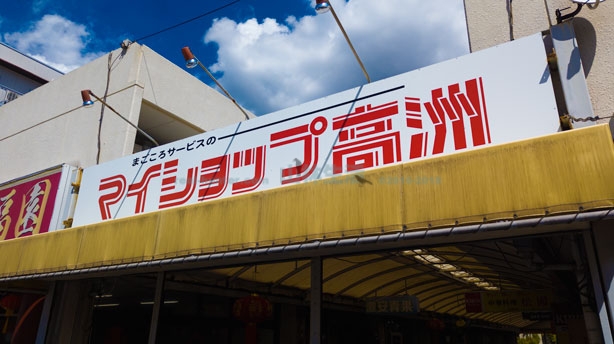 まごころサービスの
マイショップ高洲